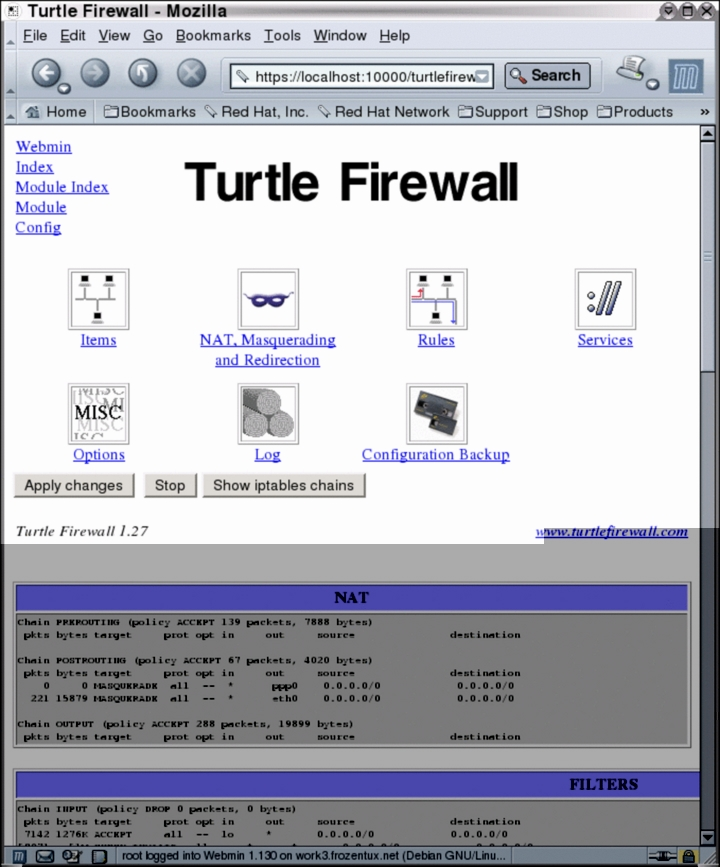 Turtle Firewall - Mozilla
File Edit View Go Bookmarks Tools Window Help
https://localhost:10000/turtlefirew Search
Home Bookmarks Red Hat, Inc. Red Hat Network Support Shop Products »
Webmin
Index
Module Index
Module
Config
Turtle Firewall
Items
NAT, Masquerading
and Redirection
Rules
://
Services
MISC
Options
Log
Configuration Backup
Apply changes Stop Show iptables chains
Turtle Firewall 1.27 www.turtlefirewall.com
NAT
Chain PREROUTING (policy ACCEPT 139 packets, 7888 bytes)
pkts bytes target prot opt in out source destination
Chain POSTROUTING (policy ACCEPT 67 packets, 4020 bytes)
pkts bytes target prot opt in out source destination
0 0 MASQUERADE all -- * ppp0 0.0.0.0/0 0.0.0.0/0
221 15879 MASQUERADE all -- * eth0 0.0.0.0/0 0.0.0.0/0
Chain OUTPUT (policy ACCEPT 288 packets, 19899 bytes)
pkts bytes target prot opt in out source destination
FILTERS
Chain INPUT (policy DROP 0 packets, 0 bytes)
pkts bytes target prot opt in out source destination
7142 1276K ACCEPT all -- lo * 0.0.0.0/0 0.0.0.0/0
root logged into Webmin 1.130 on work3.frozentux.net (Debian GNU/Linu...